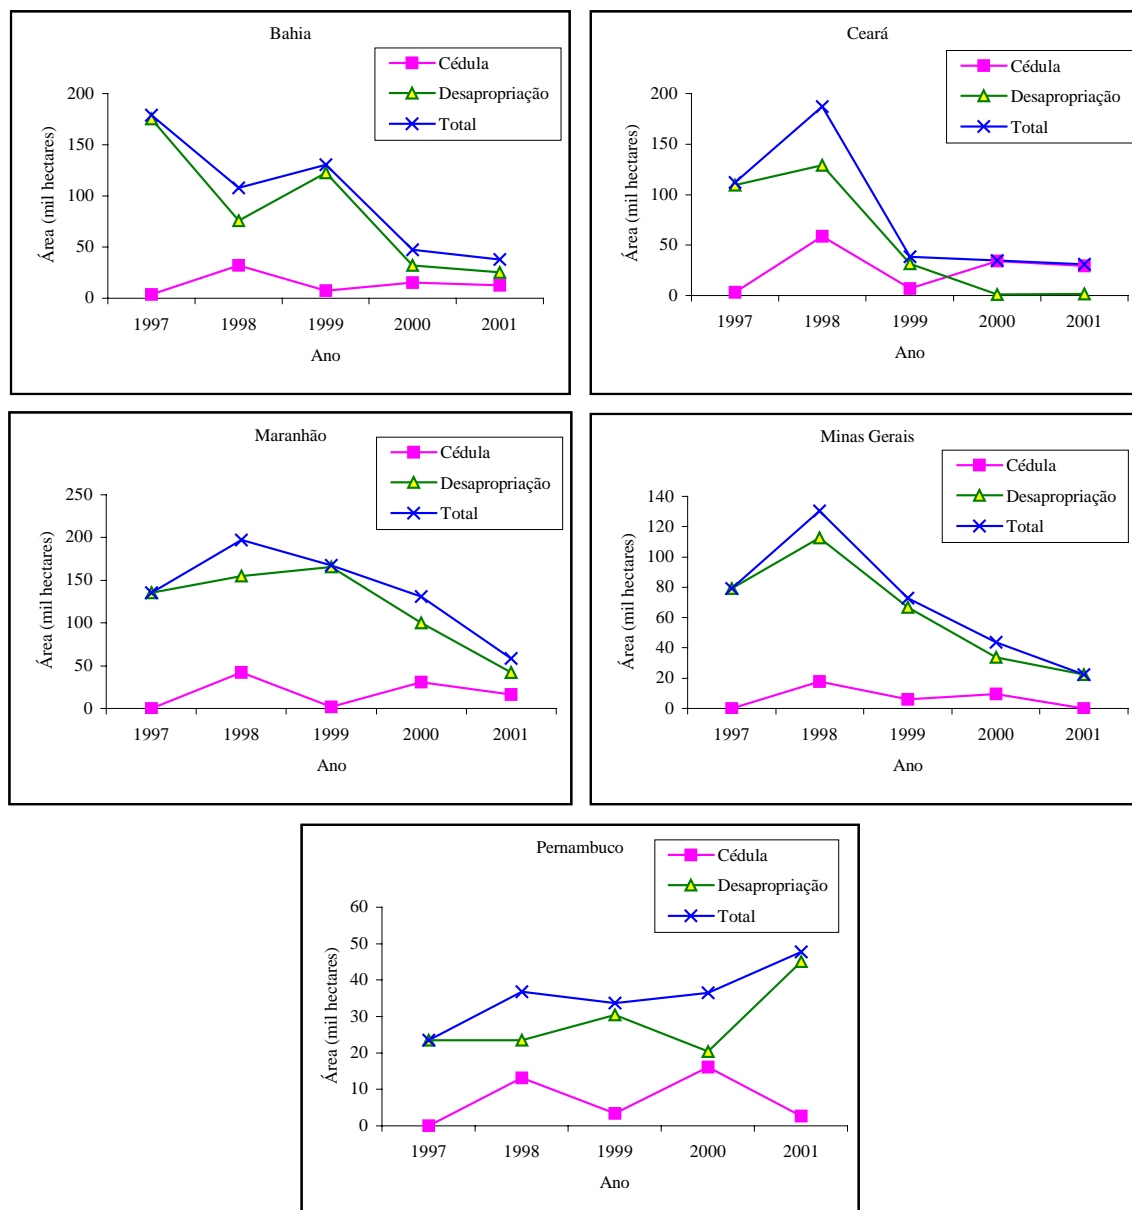 Bahia
Cédula
Desapropriação
Total
Área (mil hectares)
200
150
100
50
0
1997 1998 1999 2000 2001
Ano
Ceará
Cédula
Desapropriação
Total
Área (mil hectares)
200
150
100
50
0
1997 1998 1999 2000 2001
Ano
Maranhão
Cédula
Desapropriação
Total
Área (mil hectares)
250
200
150
100
50
0
1997 1998 1999 2000 2001
Ano
Minas Gerais
Cédula
Desapropriação
Total
Área (mil hectares)
140
120
100
80
60
40
20
0
1997 1998 1999 2000 2001
Ano
Pernambuco
Cédula
Desapropriação
Total
Área (mil hectares)
60
50
40
30
20
10
0
1997 1998 1999 2000 2001
Ano